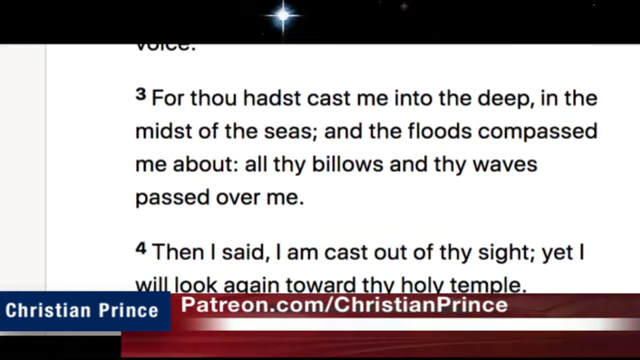 voice.
3 For thou hadst cast me into the deep, in the
midst of the seas; and the floods compassed
me about: all thy billows and thy waves
passed over me.
4 Then I said, I am cast out of thy sight; yet I
will look again toward thy holy temple.
Christian Prince
Patreon.com/ChristianPrince